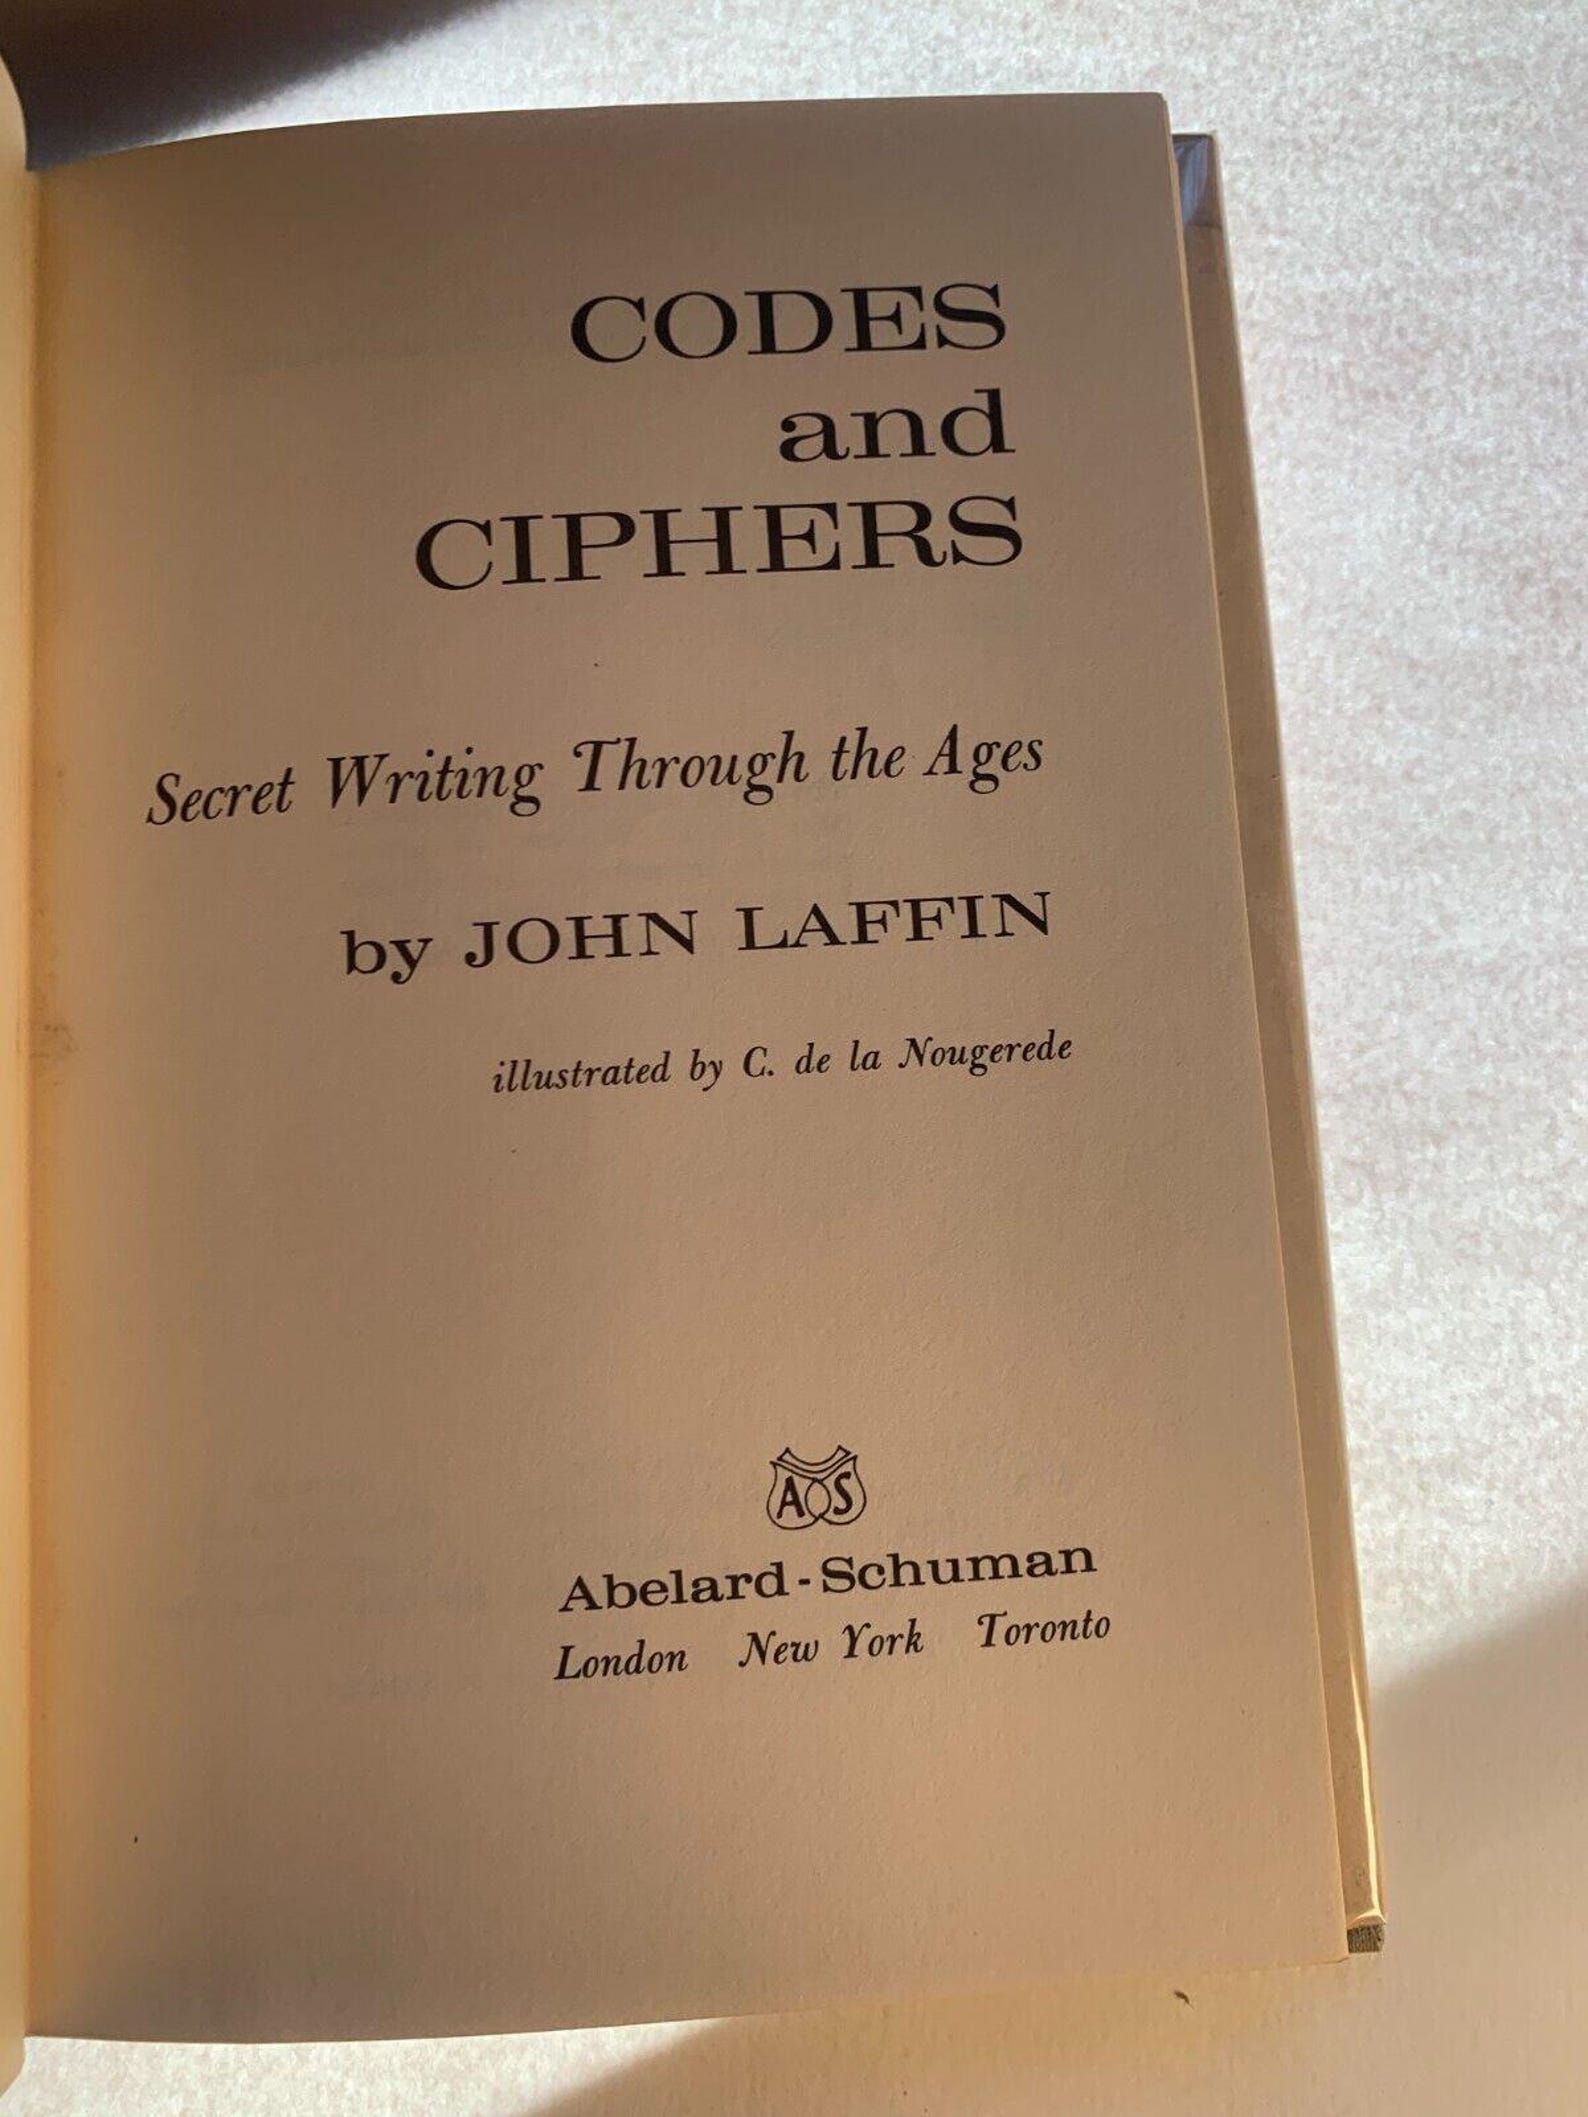 CODES
and
CIPHERS
Secret Writing Through the Ages
by JOHN LAFFIN
illustrated by C. de la Nougerede
A S
Abelard-Schuman
London New York Toronto